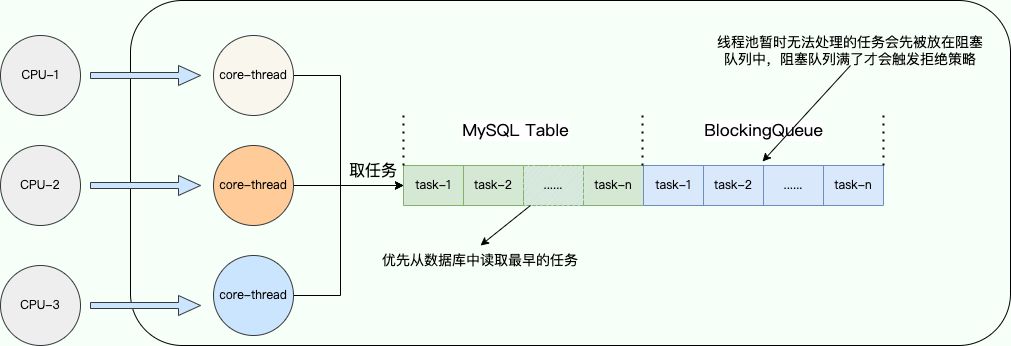 线程池暂时无法处理的任务会先被放在阻塞
队列中，阻塞队列满了才会触发拒绝策略
CPU-1
core-thread
MySQL Table
BlockingQueue
取任务
CPU-2
core-thread
task-1
task-2
......
task-n
task-1
task-2
......
task-n
优先从数据库中读取最早的任务
CPU-3
core-thread